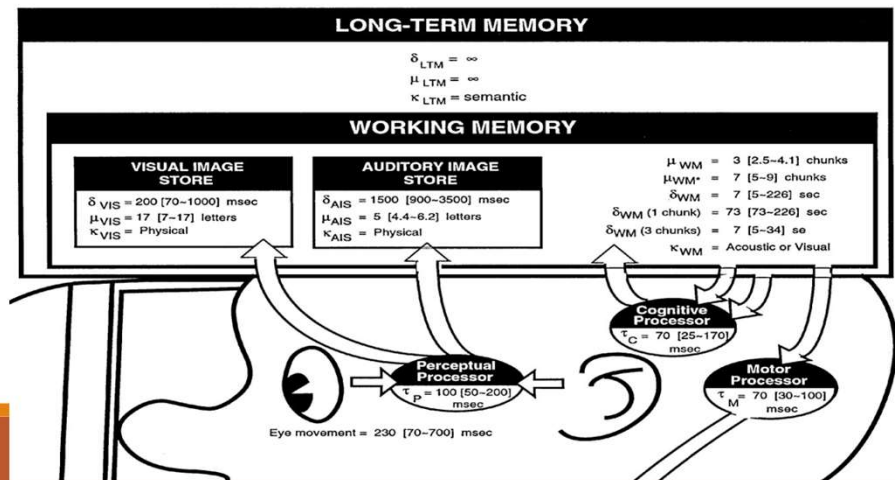 LONG-TERM MEMORY
δ LTM = ∞
μ LTM = ∞
κ LTM = semantic
WORKING MEMORY
VISUAL IMAGE
STORE
δ VIS = 200 [70~1000] msec
μ VIS = 17 [7~17] letters
κ VIS = Physical
AUDITORY IMAGE
STORE
δ AIS = 1500 [900~3500] msec
μ AIS = 5 [4.4~6.2] letters
κ AIS = Physical
μ WM = 3 [2.5~4.1] chunks
μ WM* = 7 [5~9] chunks
δ WM = 7 [5~226] sec
δ WM (1 chunk) = 73 [73~226] sec
δ WM (3 chunks) = 7 [5~34] se
κ WM = Acoustic or Visual
Cognitive
Processor
τ C = 70 [25~170]
msec
Perceptual
Processor
τ P = 100 [50~200]
msec
Motor
Processor
τ M = 70 [30~100]
msec
Eye movement = 230 [70~700] msec